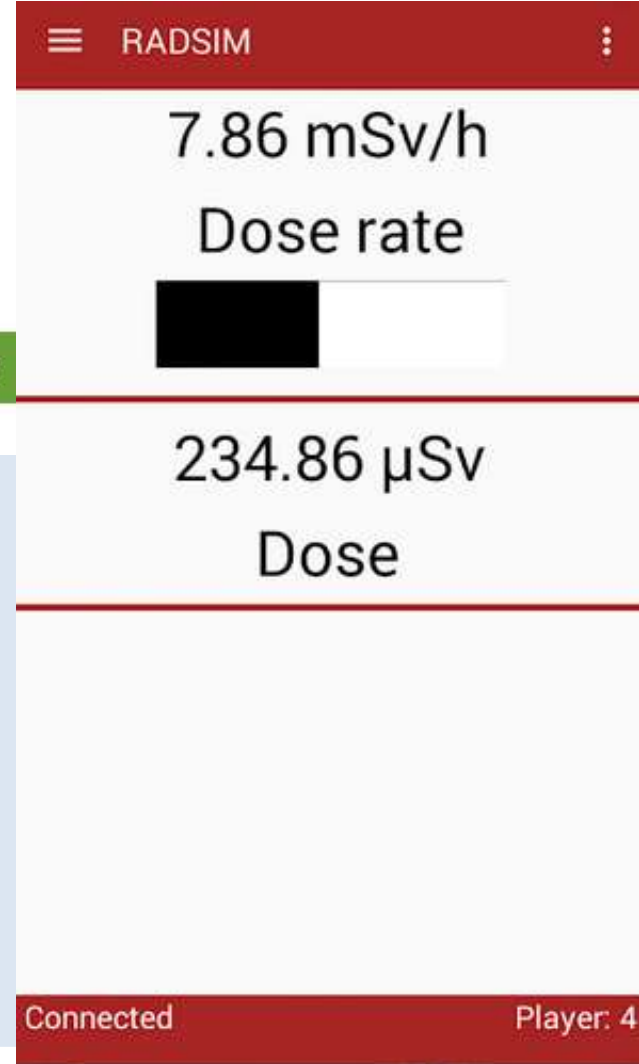 RADSIM
7.86 mSv/h
Dose rate
234.86 µSv
Dose
Connected
Player: 4